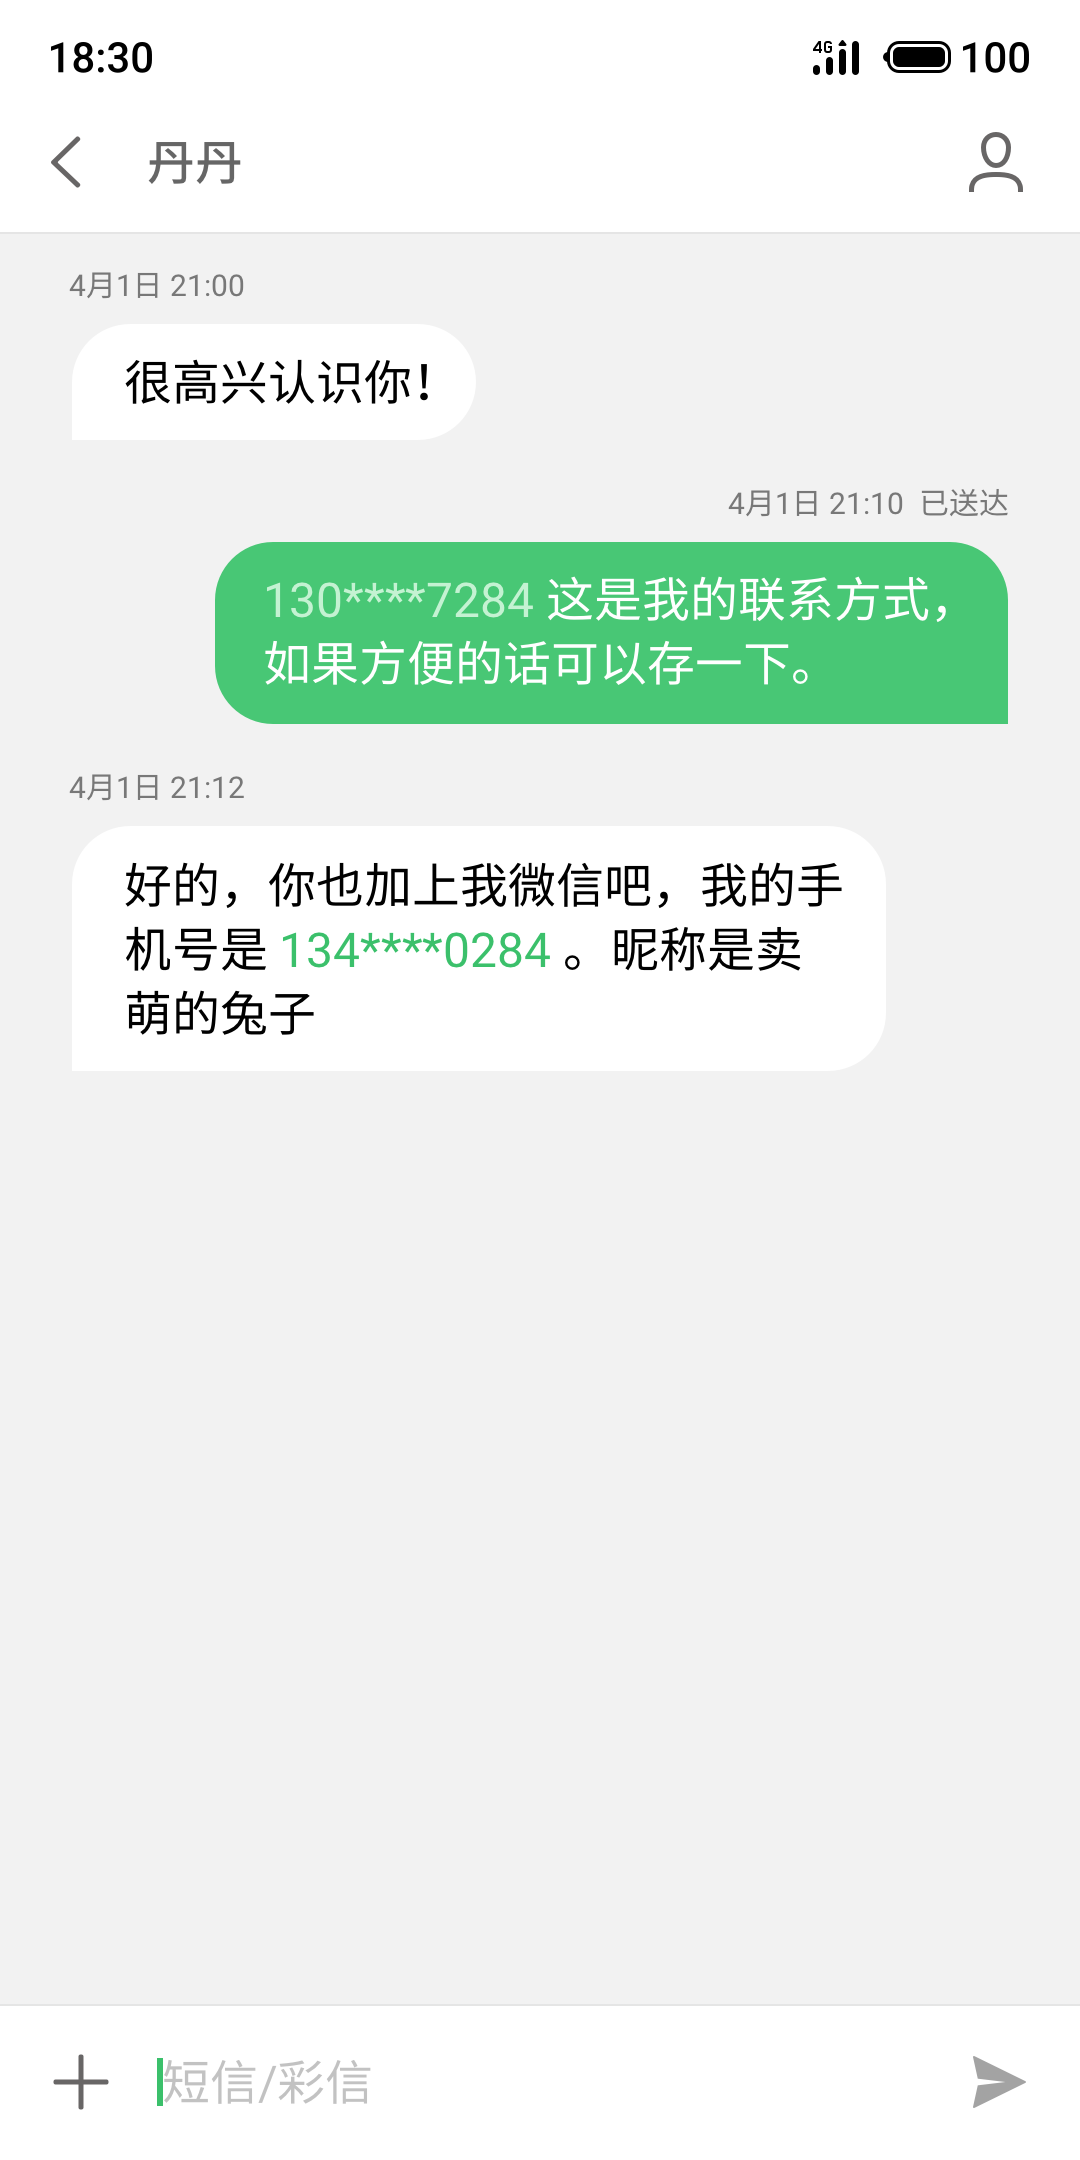 18:30 4G 100
丹丹
4月1日 21:00
很高兴认识你！
4月1日 21:10 已送达
130****7284 这是我的联系方式，
如果方便的话可以存一下。
4月1日 21:12
好的，你也加上我微信吧，我的手
机号是 134****0284 。昵称是卖
萌的兔子
短信/彩信